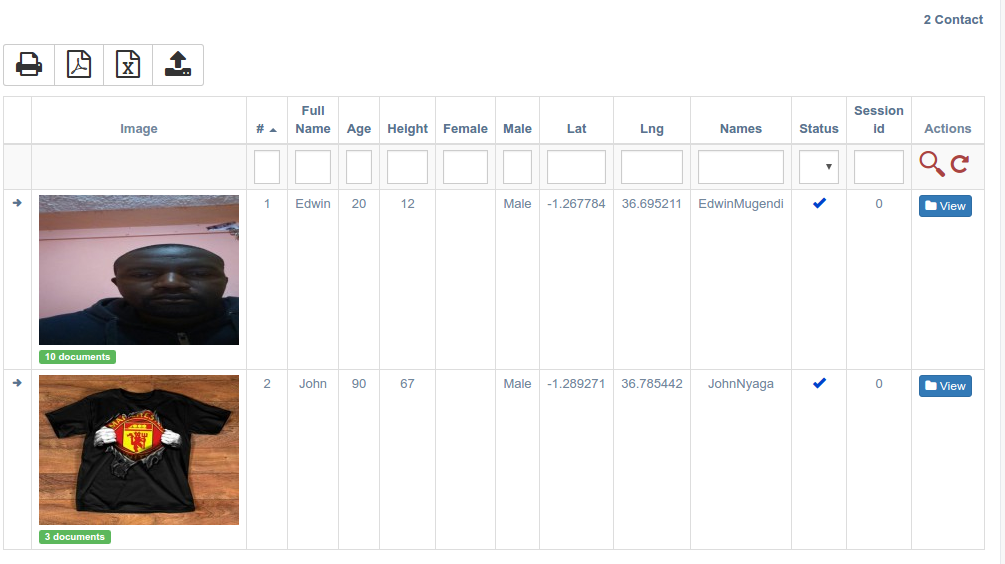 2 Contact
Image # Full Name Age Height Female Male Lat Lng Names Status Session Id Actions
1 Edwin 20 12 Male -1.267784 36.695211 EdwinMugendi 0 View
10 documents
2 John 90 67 Male -1.289271 36.785442 JohnNyaga 0 View
3 documents